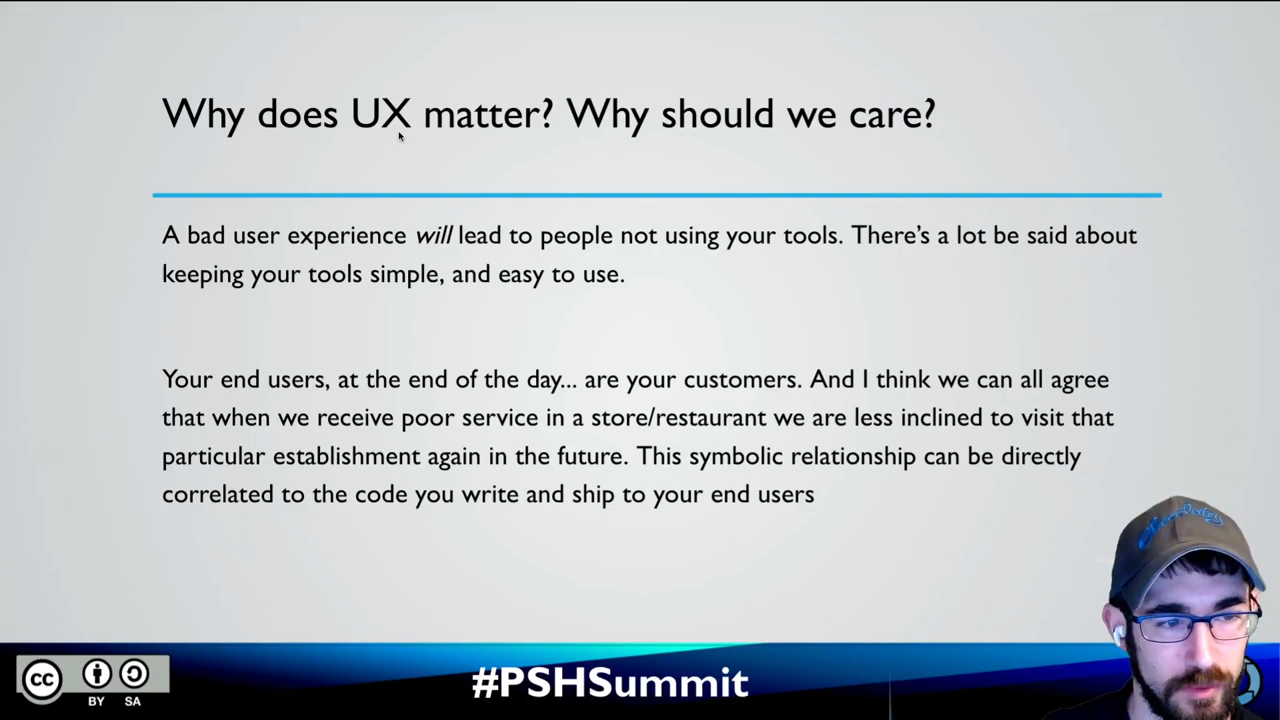 Why does UX matter? Why should we care?
A bad user experience will lead to people not using your tools. There’s a lot be said about
keeping your tools simple, and easy to use.
Your end users, at the end of the day... are your customers. And I think we can all agree
that when we receive poor service in a store/restaurant we are less inclined to visit that
particular establishment again in the future. This symbolic relationship can be directly
correlated to the code you write and ship to your end users
#PSHSummit
cc
BY SA